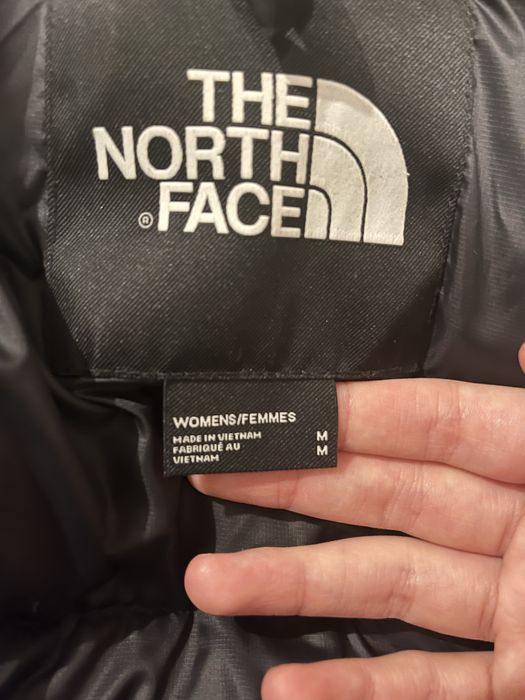 THE
NORTH
FACE
®
WOMENS/FEMMES
MADE IN VIETNAM M
FABRIQUÉ AU M
VIETNAM